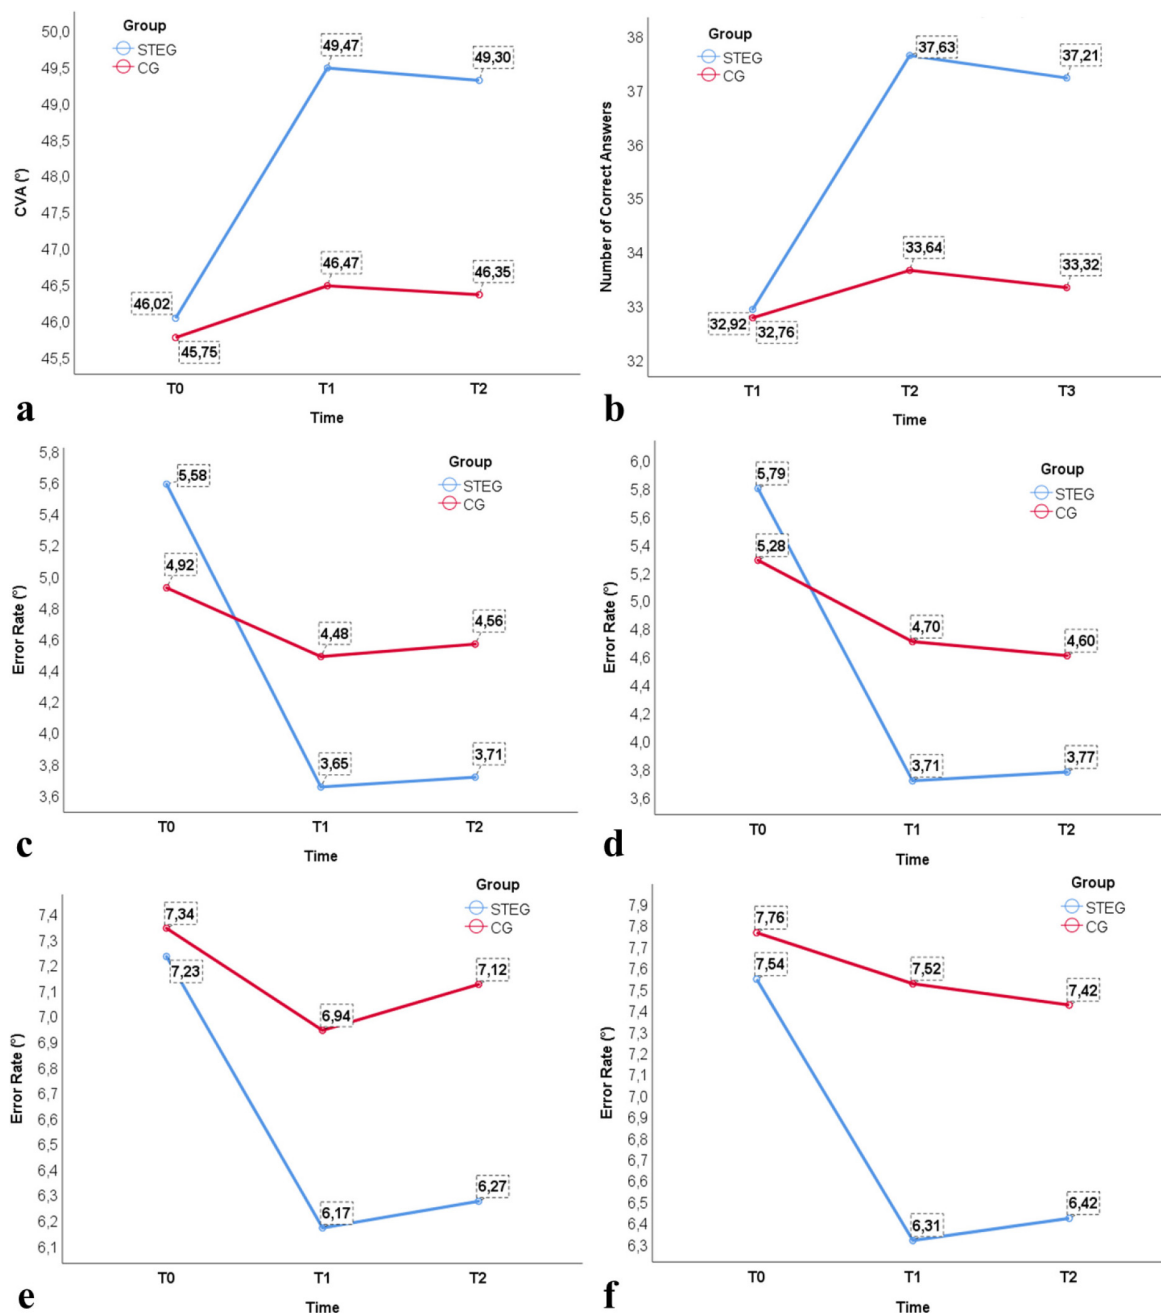 Group
STEG
CG
50,0
49,5
49,0
48,5
48,0
47,5
47,0
46,5
46,0
45,5
CVA (°)
49,47
49,30
46,02
45,75
46,47
46,35
T0 T1 T2
Time
a
Group
STEG
CG
38
37
36
35
34
33
32
Number of Correct Answers
37,63
37,21
33,64
33,32
32,92
32,76
T1 T2 T3
Time
b
Group
STEG
CG
5,8
5,6
5,4
5,2
5,0
4,8
4,6
4,4
4,2
4,0
3,8
3,6
Error Rate (°)
5,58
4,92
4,48
4,56
3,65
3,71
T0 T1 T2
Time
c
Group
STEG
CG
6,0
5,8
5,6
5,4
5,2
5,0
4,8
4,6
4,4
4,2
4,0
3,8
3,6
Error Rate (°)
5,79
5,28
4,70
4,60
3,71
3,77
T0 T1 T2
Time
d
Group
STEG
CG
7,4
7,3
7,2
7,1
7,0
6,9
6,8
6,7
6,6
6,5
6,4
6,3
6,2
6,1
Error Rate (°)
7,34
7,23
6,94
7,12
6,17
6,27
T0 T1 T2
Time
e
Group
STEG
CG
7,9
7,8
7,7
7,6
7,5
7,4
7,3
7,2
7,1
7,0
6,9
6,8
6,7
6,6
6,5
6,4
6,3
Error Rate (°)
7,76
7,54
7,52
7,42
6,31
6,42
T0 T1 T2
Time
f